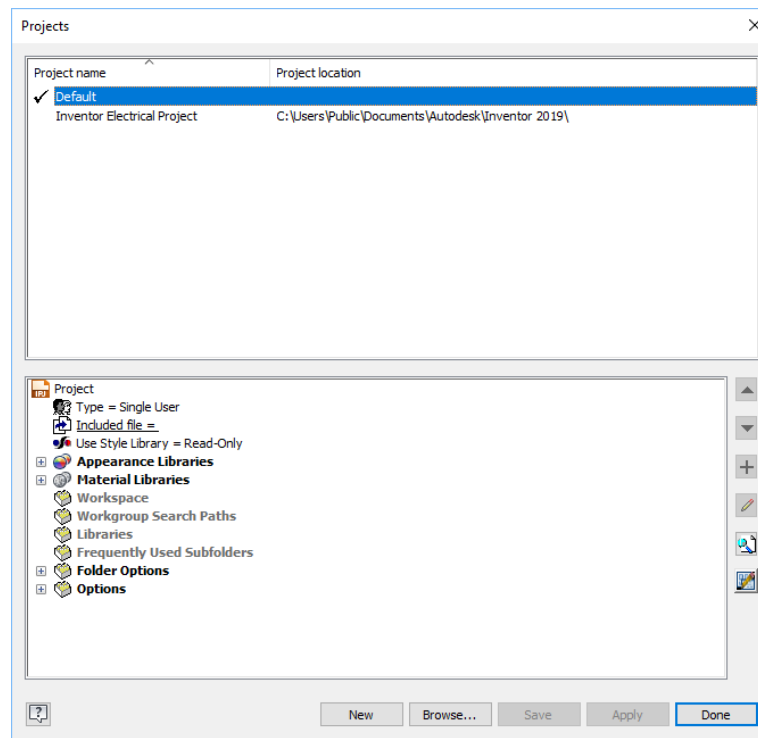 Projects
Project name Project location
Default
Inventor Electrical Project C:\Users\Public\Documents\Autodesk\Inventor 2019\
IPJ Project
Type = Single User
Included file =
Use Style Library = Read-Only
Appearance Libraries
Material Libraries
Workspace
Workgroup Search Paths
Libraries
Frequently Used Subfolders
Folder Options
Options
? New Browse... Save Apply Done